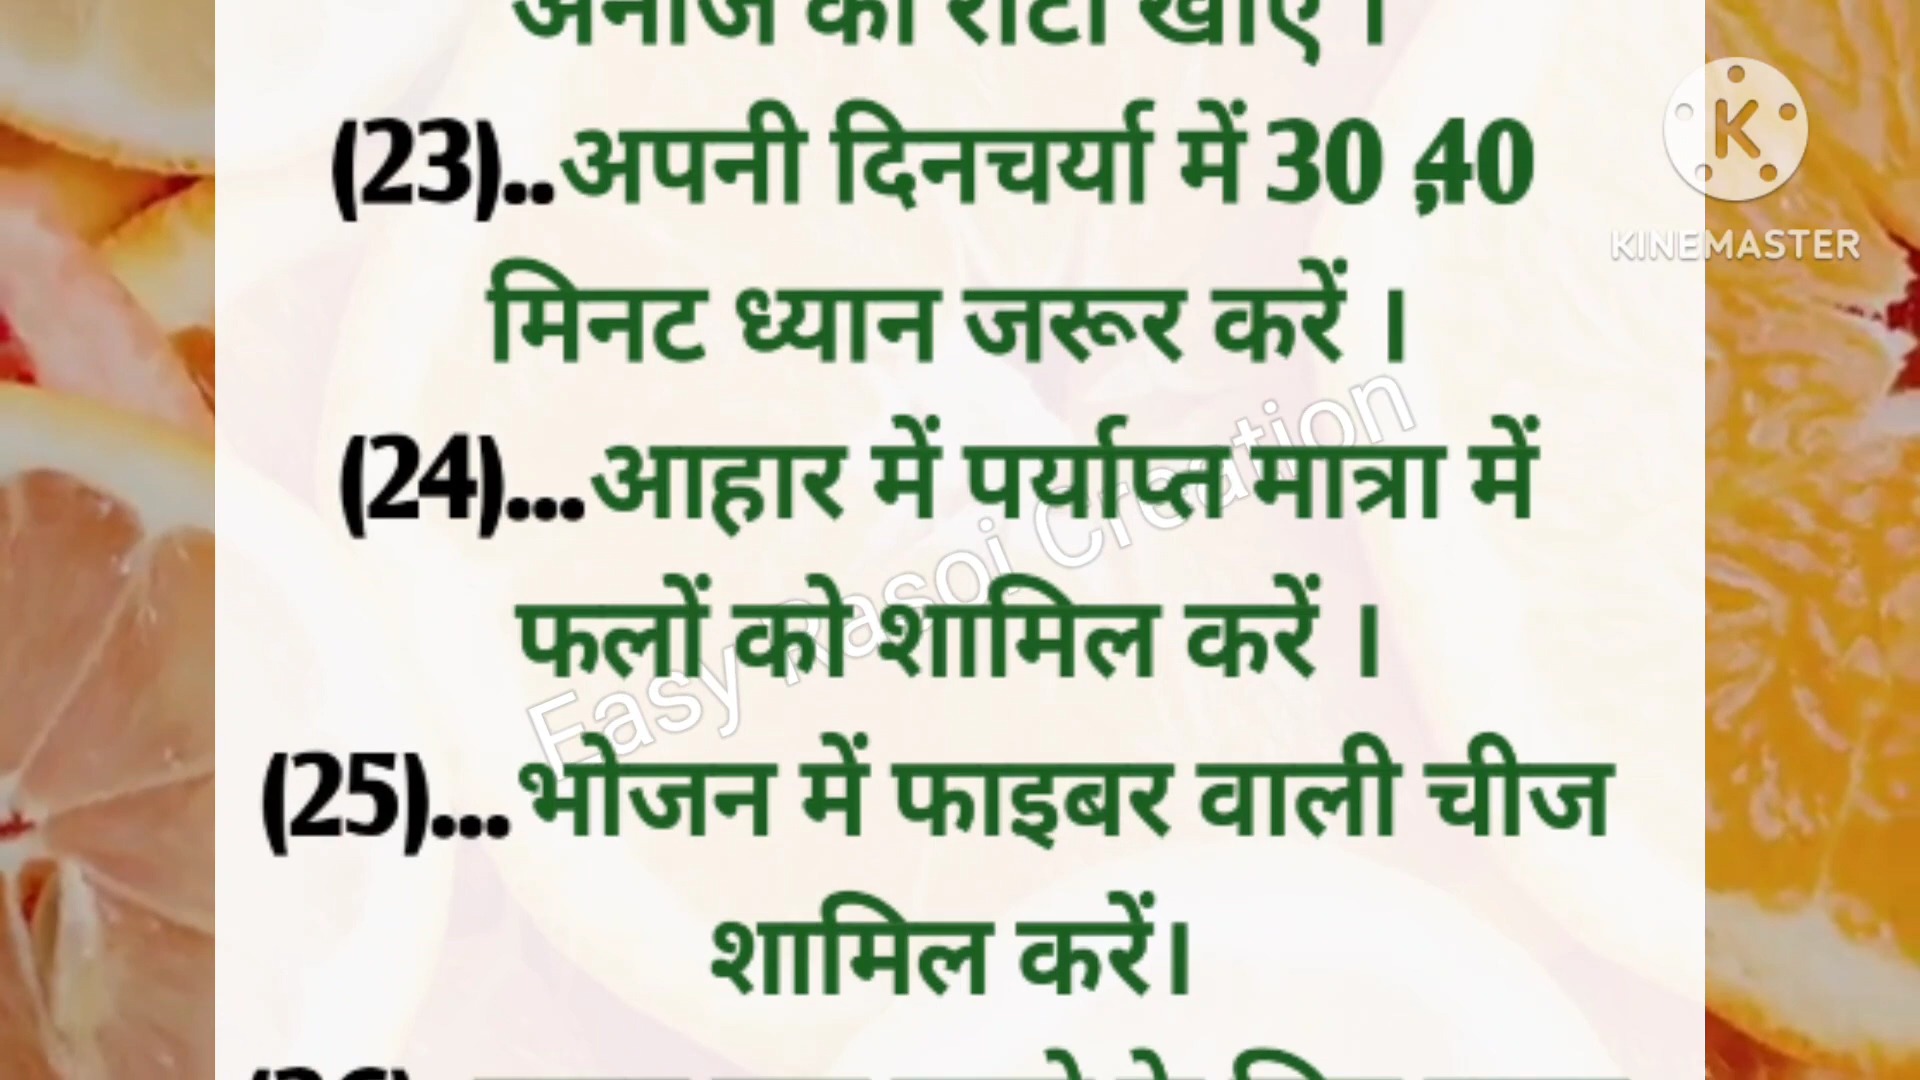 अनाज की रोटी खाएं ।
(23)..अपनी दिनचर्या में 30 ,40
मिनट ध्यान जरूर करें ।
(24)...आहार में पर्याप्त मात्रा में
फलों को शामिल करें ।
(25)...भोजन में फाइबर वाली चीज
शामिल करें।
KINEMASTER
Easy Rasoi Creation